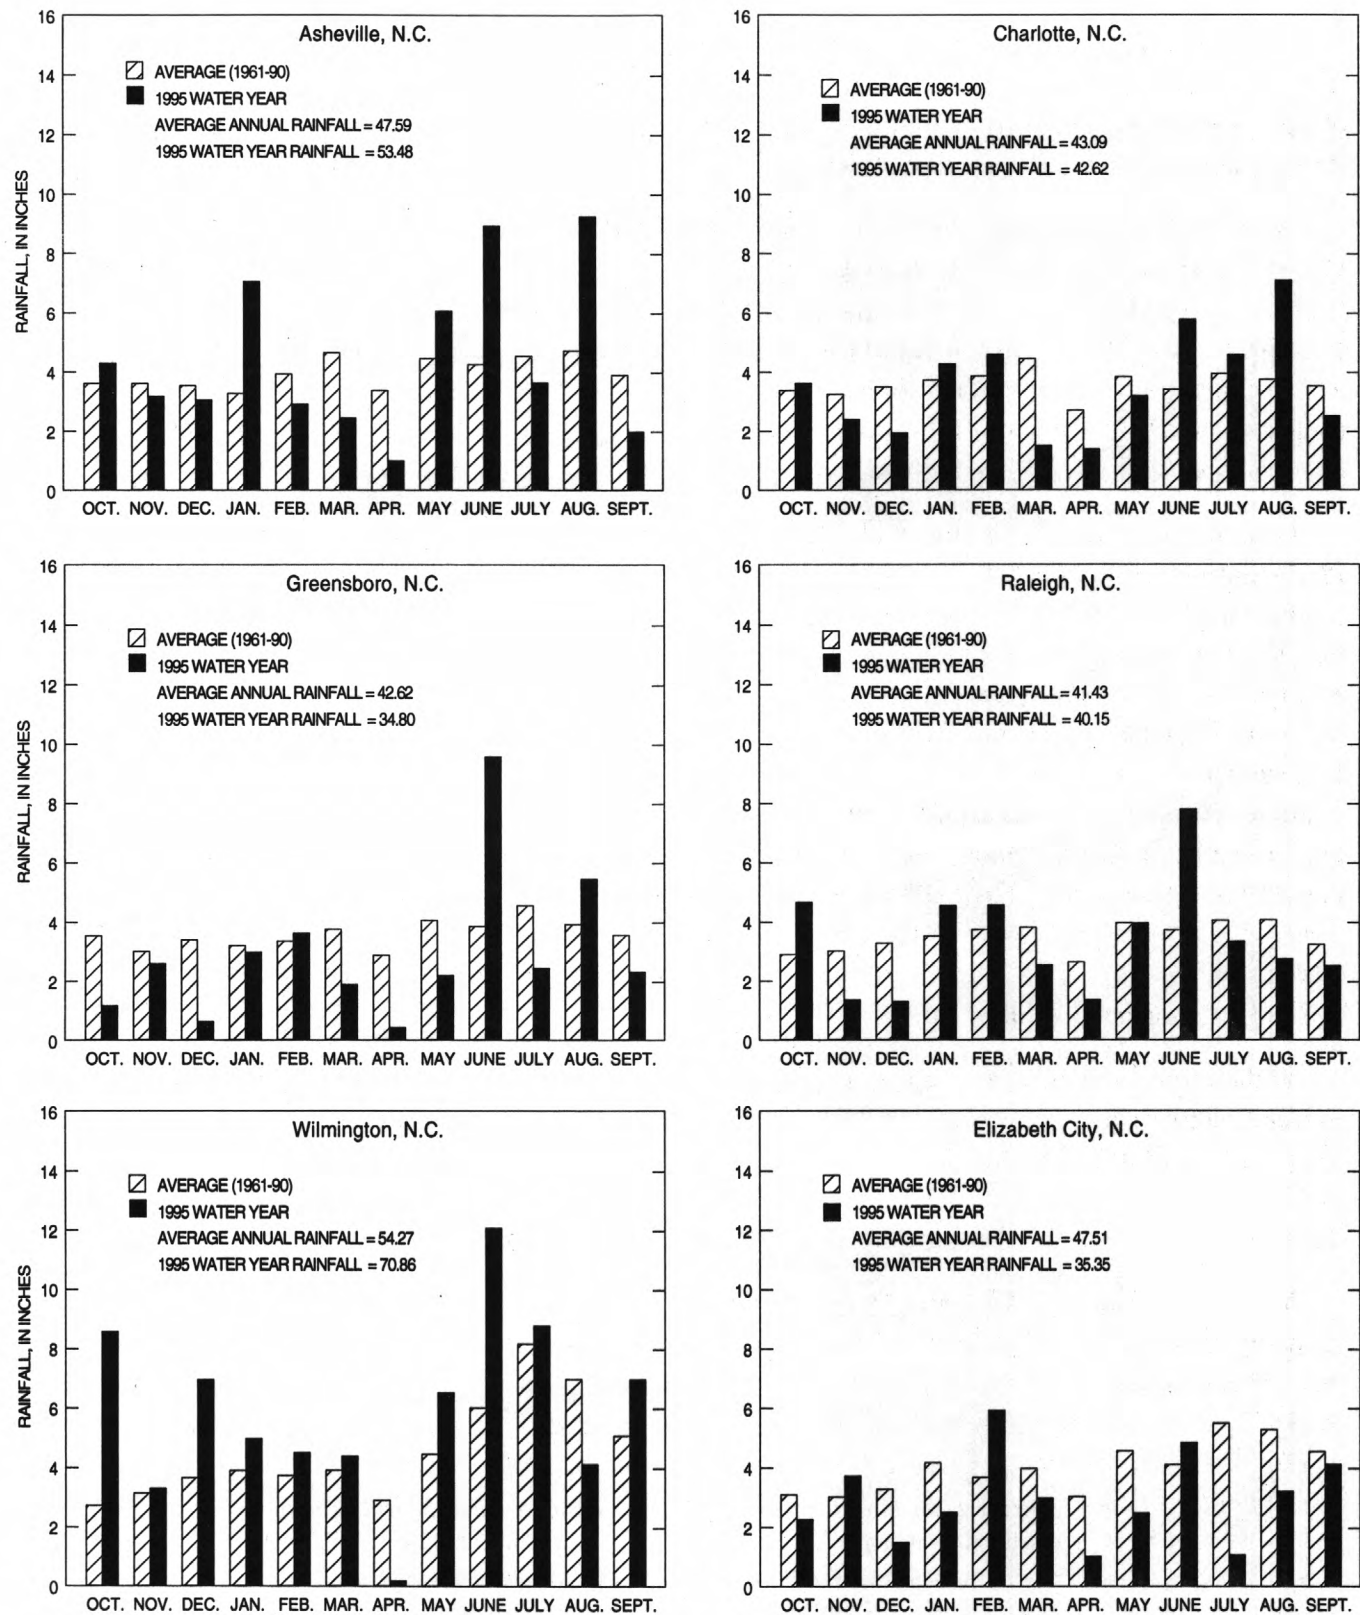 Asheville, N.C.
AVERAGE (1961-90)
1995 WATER YEAR
AVERAGE ANNUAL RAINFALL = 47.59
1995 WATER YEAR RAINFALL = 53.48
RAINFALL, IN INCHES
16
14
12
10
8
6
4
2
0
OCT. NOV. DEC. JAN. FEB. MAR. APR. MAY JUNE JULY AUG. SEPT.
Charlotte, N.C.
AVERAGE (1961-90)
1995 WATER YEAR
AVERAGE ANNUAL RAINFALL = 43.09
1995 WATER YEAR RAINFALL = 42.62
16
14
12
10
8
6
4
2
0
OCT. NOV. DEC. JAN. FEB. MAR. APR. MAY JUNE JULY AUG. SEPT.
Greensboro, N.C.
AVERAGE (1961-90)
1995 WATER YEAR
AVERAGE ANNUAL RAINFALL = 42.62
1995 WATER YEAR RAINFALL = 34.80
RAINFALL, IN INCHES
16
14
12
10
8
6
4
2
0
OCT. NOV. DEC. JAN. FEB. MAR. APR. MAY JUNE JULY AUG. SEPT.
Raleigh, N.C.
AVERAGE (1961-90)
1995 WATER YEAR
AVERAGE ANNUAL RAINFALL = 41.43
1995 WATER YEAR RAINFALL = 40.15
16
14
12
10
8
6
4
2
0
OCT. NOV. DEC. JAN. FEB. MAR. APR. MAY JUNE JULY AUG. SEPT.
Wilmington, N.C.
AVERAGE (1961-90)
1995 WATER YEAR
AVERAGE ANNUAL RAINFALL = 54.27
1995 WATER YEAR RAINFALL = 70.86
RAINFALL, IN INCHES
16
14
12
10
8
6
4
2
0
OCT. NOV. DEC. JAN. FEB. MAR. APR. MAY JUNE JULY AUG. SEPT.
Elizabeth City, N.C.
AVERAGE (1961-90)
1995 WATER YEAR
AVERAGE ANNUAL RAINFALL = 47.51
1995 WATER YEAR RAINFALL = 35.35
16
14
12
10
8
6
4
2
0
OCT. NOV. DEC. JAN. FEB. MAR. APR. MAY JUNE JULY AUG. SEPT.